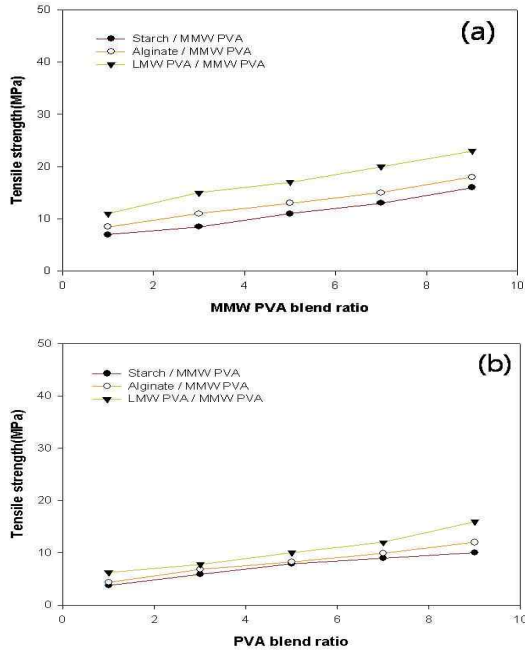 50
(a)
Starch / MMW PVA
Alginate / MMW PVA
40
LMW PVA / MMW PVA
Tensile strength(MPa)
30
20
10
0
0 2 4 6 8 10
MMW PVA blend ratio
50
(b)
Starch / MMW PVA
Alginate / MMW PVA
40
LMW PVA / MMW PVA
Tensile strength(MPa)
30
20
10
0
0 2 4 6 8 10
PVA blend ratio